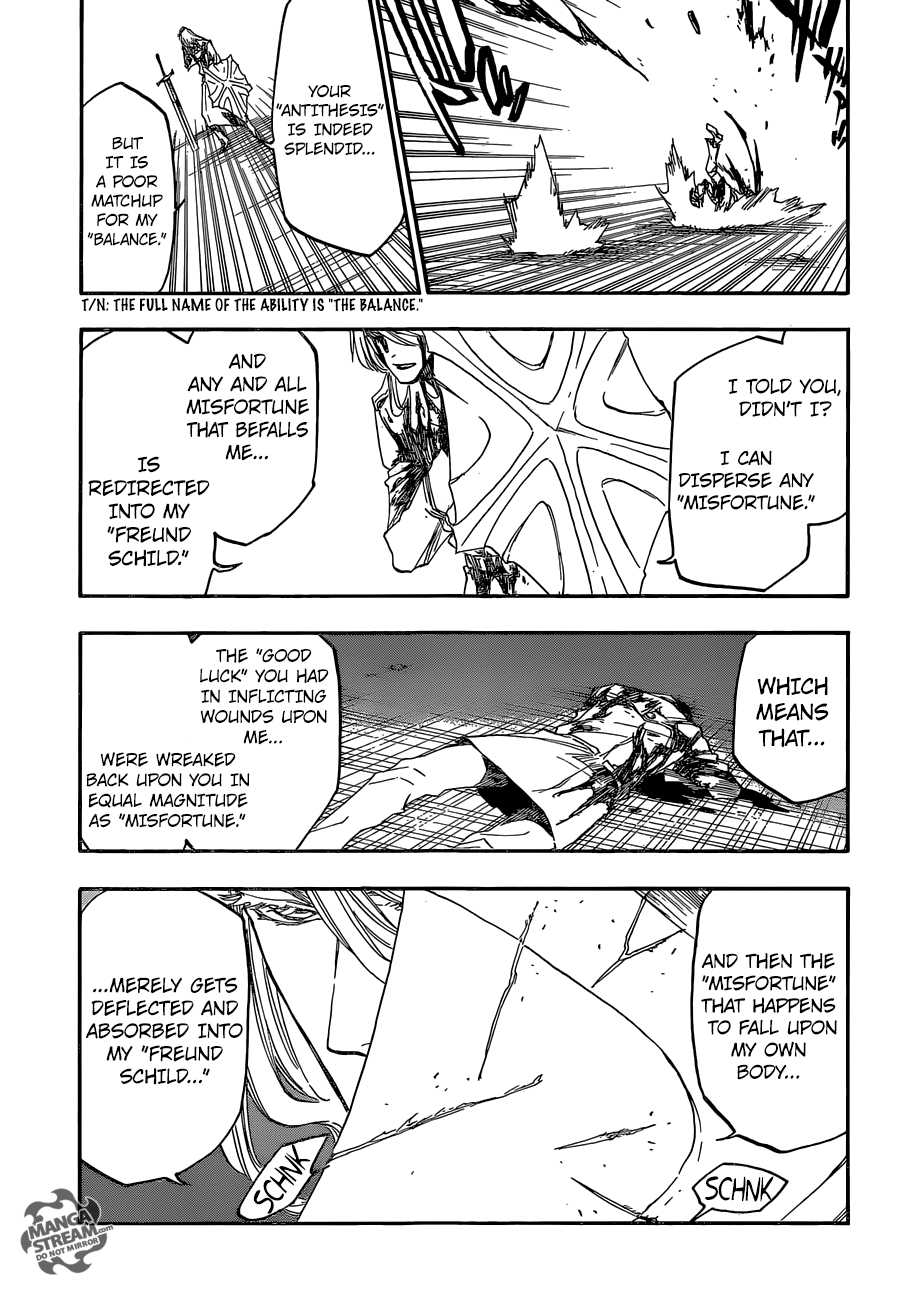 YOUR
"ANTITHESIS"
IS INDEED
SPLENDID...
BUT
IT IS
A POOR
MATCHUP
FOR MY
"BALANCE."
T/N: THE FULL NAME OF THE ABILITY IS "THE BALANCE."
I TOLD YOU,
DIDN'T I?
I CAN
DISPERSE ANY
"MISFORTUNE."
AND
ANY AND ALL
MISFORTUNE
THAT BEFALLS
ME...
IS
REDIRECTED
INTO MY
"FREUND
SCHILD."
WHICH
MEANS
THAT...
THE "GOOD
LUCK" YOU HAD
IN INFLICTING
WOUNDS UPON
ME...
WERE WREAKED
BACK UPON YOU IN
EQUAL MAGNITUDE
AS "MISFORTUNE."
AND THEN THE
"MISFORTUNE"
THAT HAPPENS
TO FALL UPON
MY OWN
BODY...
...MERELY GETS
DEFLECTED AND
ABSORBED INTO
MY "FREUND
SCHILD..."
SCHNK
SCHNK
MANGA
STREAM.com
DO NOT MIRROR